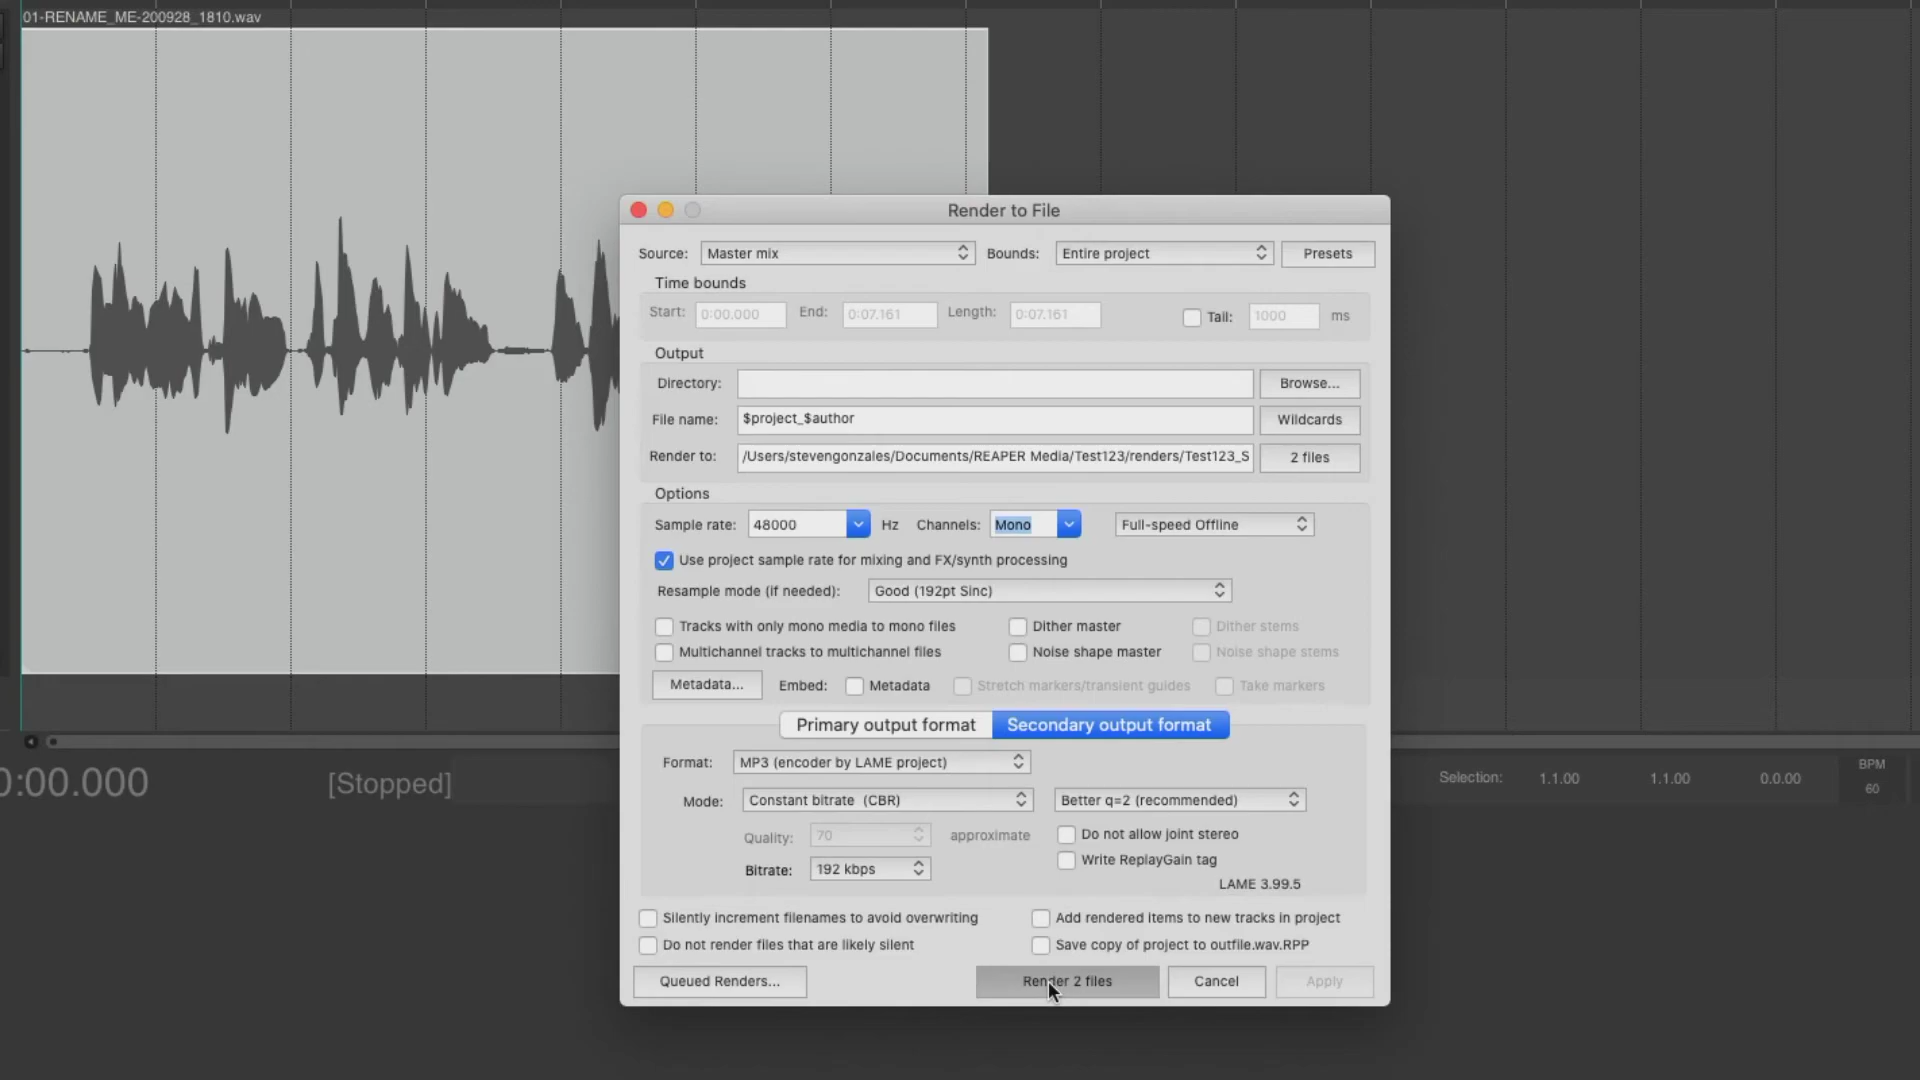 01-RENAME_ME-200928_1810.wav
Render to File
Source: Master mix Bounds: Entire project Presets
Time bounds
Start: 0:00.000 End: 0:07.161 Length: 0:07.161 Tail: 1000 ms
Output
Directory: Browse...
File name: $project_$author Wildcards
Render to: /Users/stevengonzales/Documents/REAPER Media/Test123/renders/Test123_S 2 files
Options
Sample rate: 48000 Hz Channels: Mono Full-speed Offline
Use project sample rate for mixing and FX/synth processing
Resample mode (if needed): Good (192pt Sinc)
Tracks with only mono media to mono files Dither master Dither stems
Multichannel tracks to multichannel files Noise shape master Noise shape stems
Metadata... Embed: Metadata Stretch markers/transient guides Take markers
Primary output format Secondary output format
Format: MP3 (encoder by LAME project)
Mode: Constant bitrate (CBR) Better q=2 (recommended)
Quality: 70 approximate Do not allow joint stereo
Bitrate: 192 kbps Write ReplayGain tag
LAME 3.99.5
Silently increment filenames to avoid overwriting Add rendered items to new tracks in project
Do not render files that are likely silent Save copy of project to outfile.wav.RPP
Queued Renders... Render 2 files Cancel Apply
0:00.000 [Stopped] Selection: 1.1.00 1.1.00 0.0.00 BPM
60